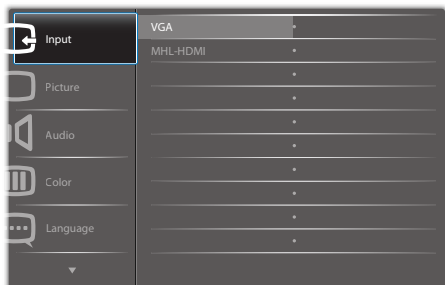 Input
VGA
MHL-HDMI
Picture
Audio
Color
Language